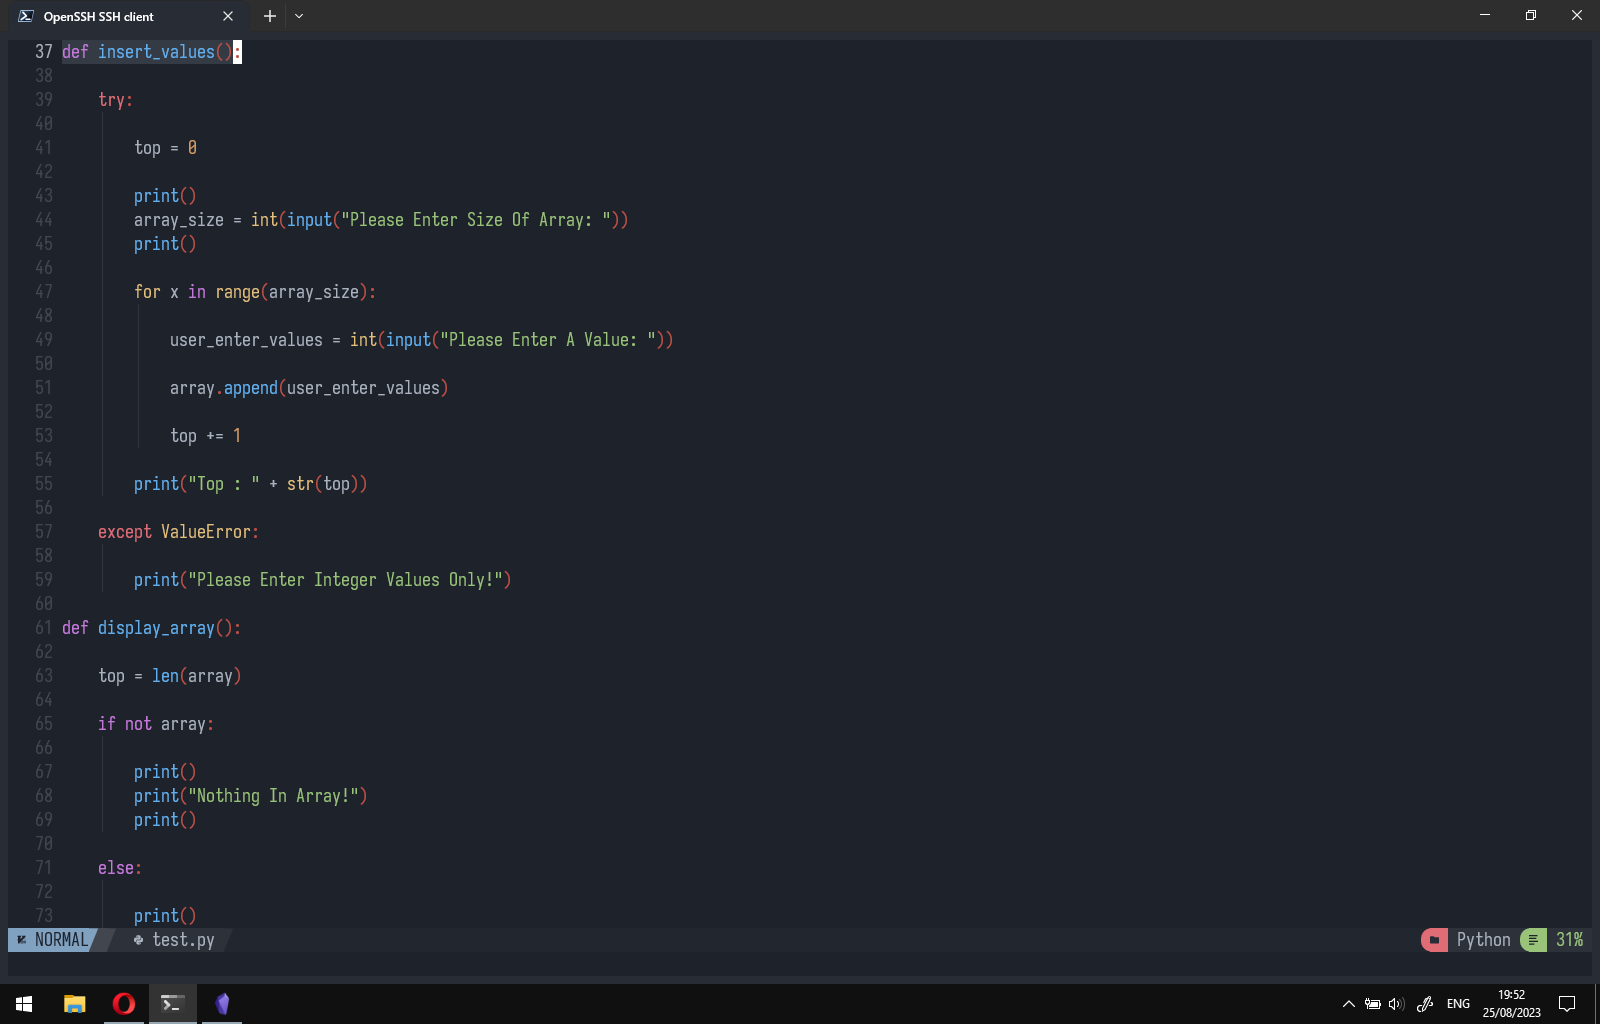 OpenSSH SSH client
37 def insert_values():
38
39 try:
40
41 top = 0
42
43 print()
44 array_size = int(input("Please Enter Size Of Array: "))
45 print()
46
47 for x in range(array_size):
48
49 user_enter_values = int(input("Please Enter A Value: "))
50
51 array.append(user_enter_values)
52
53 top += 1
54
55 print("Top : " + str(top))
56
57 except ValueError:
58
59 print("Please Enter Integer Values Only!")
60
61 def display_array():
62
63 top = len(array)
64
65 if not array:
66
67 print()
68 print("Nothing In Array!")
69 print()
70
71 else:
72
73 print()
NORMAL test.py Python 31%
ENG 19:52
25/08/2023